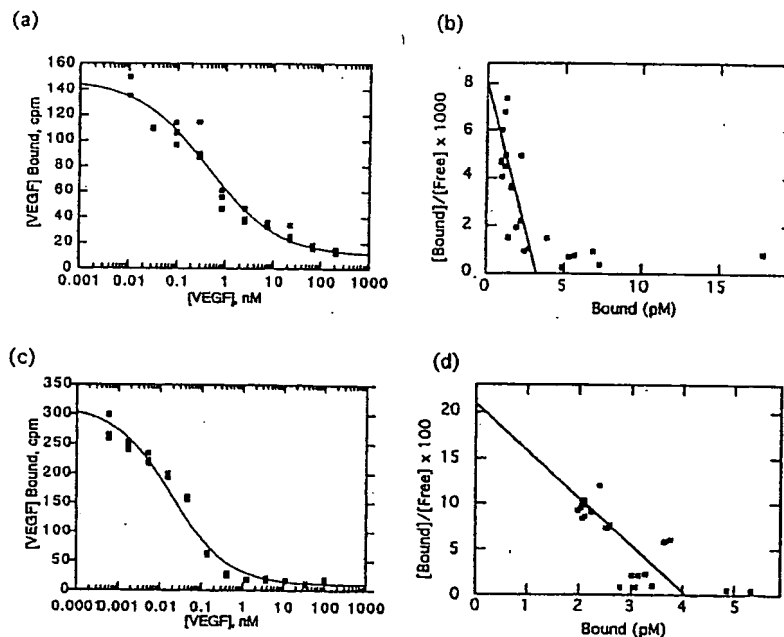 (a)
160
140
120
100
80
60
40
20
0
[VEGF] Bound, cpm
0.001 0.01 0.1 1 10 100 1000
[VEGF], nM
(b)
8
6
4
2
0
[Bound]/[Free] x 1000
0 5 10 15
Bound (pM)
(c)
350
300
250
200
150
100
50
0
[VEGF] Bound, cpm
0.0001 0.001 0.01 0.1 1 10 100 1000
[VEGF], nM
(d)
20
15
10
5
0
[Bound]/[Free] x 100
0 1 2 3 4 5
Bound (pM)